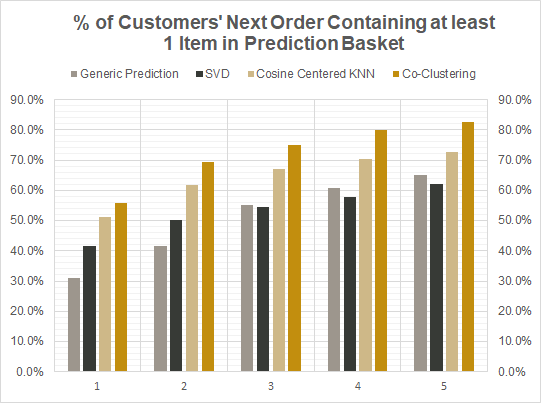 % of Customers' Next Order Containing at least
1 Item in Prediction Basket
Generic Prediction SVD Cosine Centered KNN Co-Clustering
90.0% 90.0%
80.0% 80.0%
70.0% 70.0%
60.0% 60.0%
50.0% 50.0%
40.0% 40.0%
30.0% 30.0%
20.0% 20.0%
10.0% 10.0%
0.0% 0.0%
1 2 3 4 5